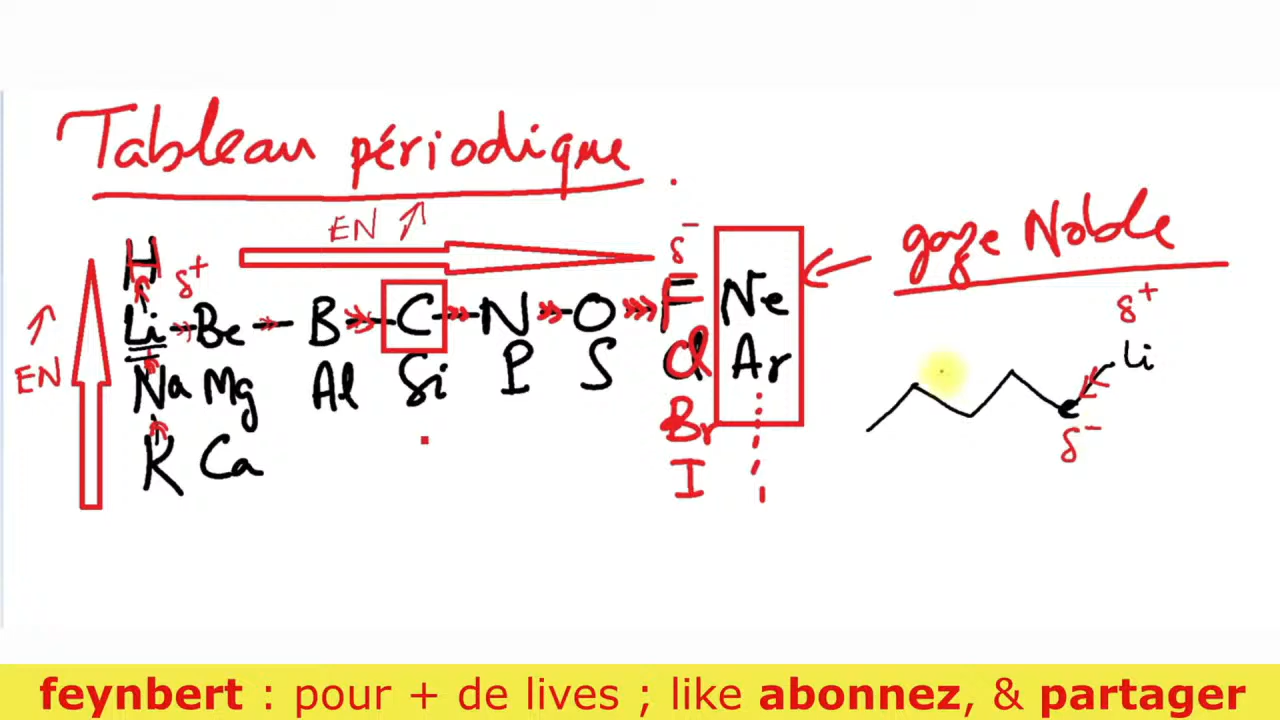 Tableau périodique
EN ↗
gaze Noble
H δ+ δ-
Li Be B C N O F Ne
EN ↗
Na Mg Al Si P S Cl Ar
K Ca Br
I
δ+
Li
e
δ-
feynbert : pour + de lives ; like abonnez, & partager